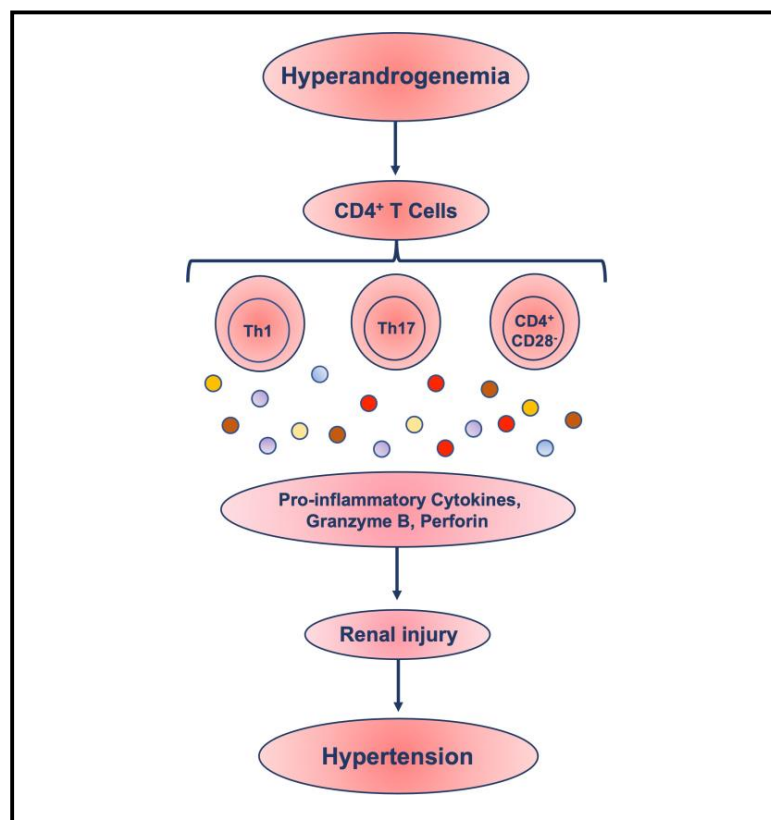 Hyperandrogenemia
CD4⁺ T Cells
Th1
Th17
CD4⁺
CD28⁻
Pro-inflammatory Cytokines,
Granzyme B, Perforin
Renal injury
Hypertension